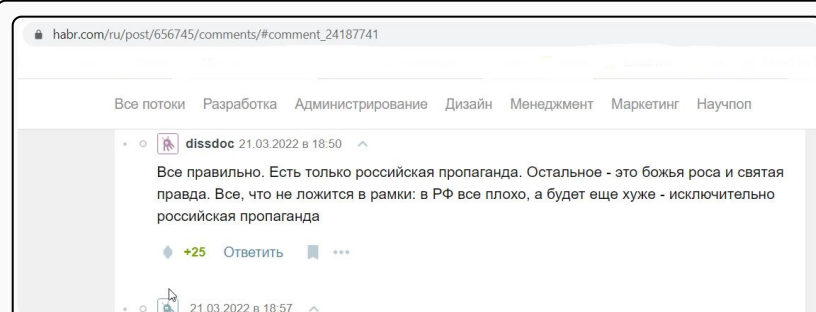 habr.com/ru/post/656745/comments/#comment_24187741
Все потоки Разработка Администрирование Дизайн Менеджмент Маркетинг Научпоп
dissdoc 21.03.2022 в 18:50
Все правильно. Есть только российская пропаганда. Остальное - это божья роса и святая
правда. Все, что не ложится в рамки: в РФ все плохо, а будет еще хуже - исключительно
российская пропаганда
+25 Ответить •••
21.03.2022 в 18:57